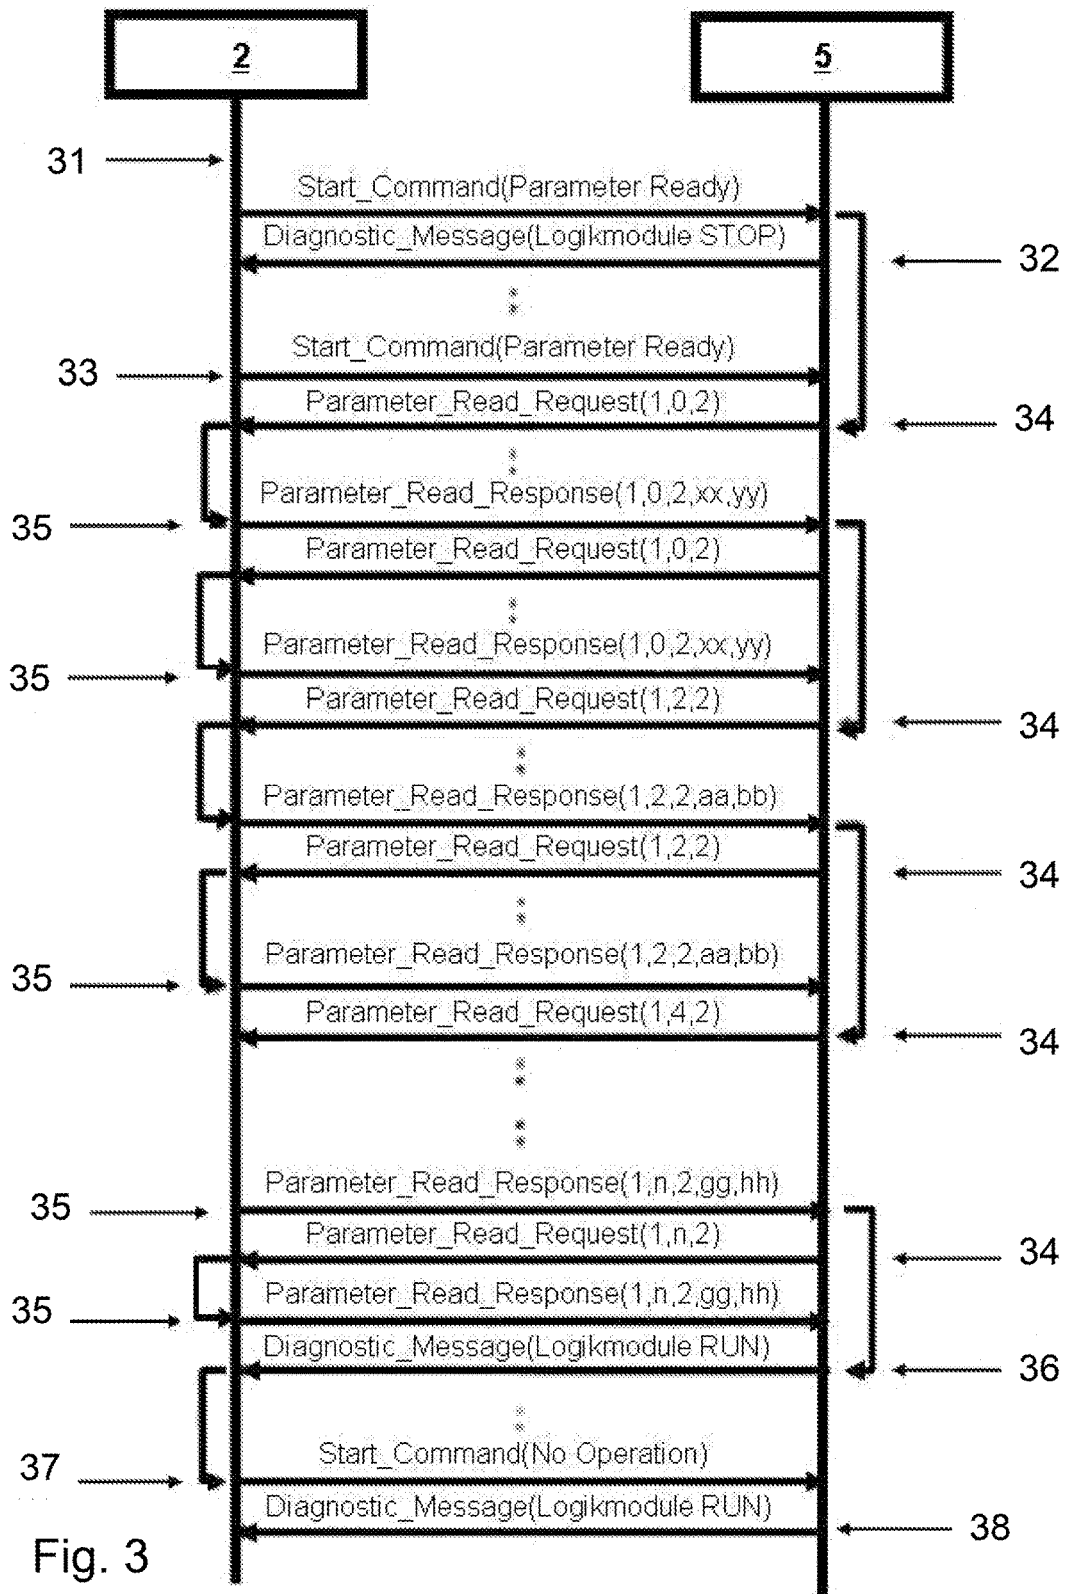 2
5
31
Start_Command(Parameter Ready)
Diagnostic_Message(Logikmodule STOP)
32
Start_Command(Parameter Ready)
33
Parameter_Read_Request(1,0,2)
34
Parameter_Read_Response(1,0,2,xx,yy)
35
Parameter_Read_Request(1,0,2)
Parameter_Read_Response(1,0,2,xx,yy)
35
Parameter_Read_Request(1,2,2)
34
Parameter_Read_Response(1,2,2,aa,bb)
Parameter_Read_Request(1,2,2)
34
Parameter_Read_Response(1,2,2,aa,bb)
35
Parameter_Read_Request(1,4,2)
34
Parameter_Read_Response(1,n,2,gg,hh)
35
Parameter_Read_Request(1,n,2)
34
Parameter_Read_Response(1,n,2,gg,hh)
35
Diagnostic_Message(Logikmodule RUN)
36
Start_Command(No Operation)
37
Diagnostic_Message(Logikmodule RUN)
38
Fig. 3